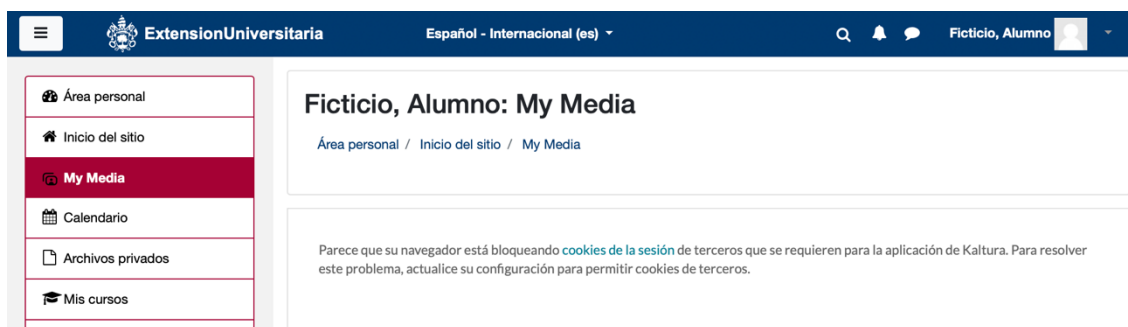 ExtensionUniversitaria
Español - Internacional (es)
Ficticio, Alumno
Área personal
Inicio del sitio
My Media
Calendario
Archivos privados
Mis cursos
Ficticio, Alumno: My Media
Área personal / Inicio del sitio / My Media
Parece que su navegador está bloqueando cookies de la sesión de terceros que se requieren para la aplicación de Kaltura. Para resolver
este problema, actualice su configuración para permitir cookies de terceros.